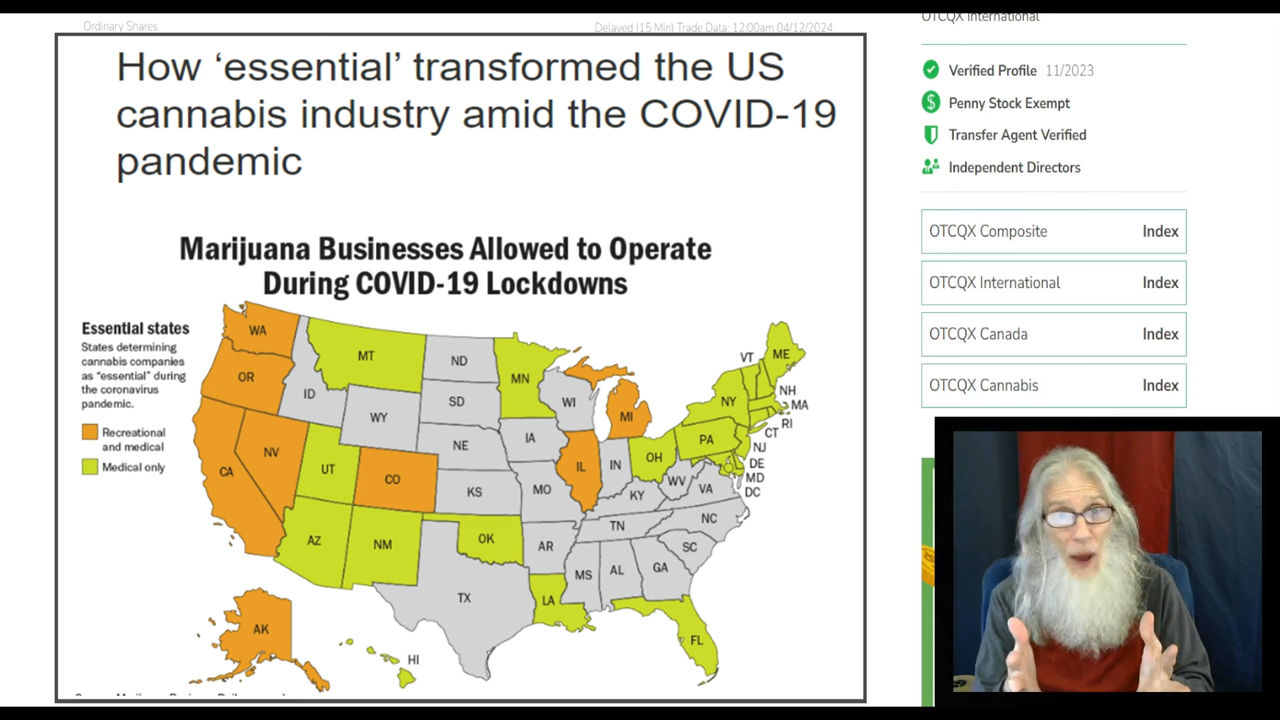 Ordinary Shares
Delayed (15 Min) Trade Data: 12:00am 04/12/2024
How ‘essential’ transformed the US
cannabis industry amid the COVID-19
pandemic
Marijuana Businesses Allowed to Operate
During COVID-19 Lockdowns
Essential states
States determining
cannabis companies
as “essential” during
the coronavirus
pandemic.
Recreational
and medical
Medical only
WA
MT
ND
MN
VT
ME
OR
ID
SD
WI
MI
NY
NH
WY
MA
RI
CT
NE
IA
PA
NJ
CA
NV
UT
CO
IL
IN
OH
DE
MD
DC
KS
MO
WV
VA
KY
AZ
NM
OK
AR
TN
NC
SC
TX
LA
MS
AL
GA
FL
AK
HI
OTCQX International
Verified Profile 11/2023
Penny Stock Exempt
Transfer Agent Verified
Independent Directors
OTCQX Composite Index
OTCQX International Index
OTCQX Canada Index
OTCQX Cannabis Index